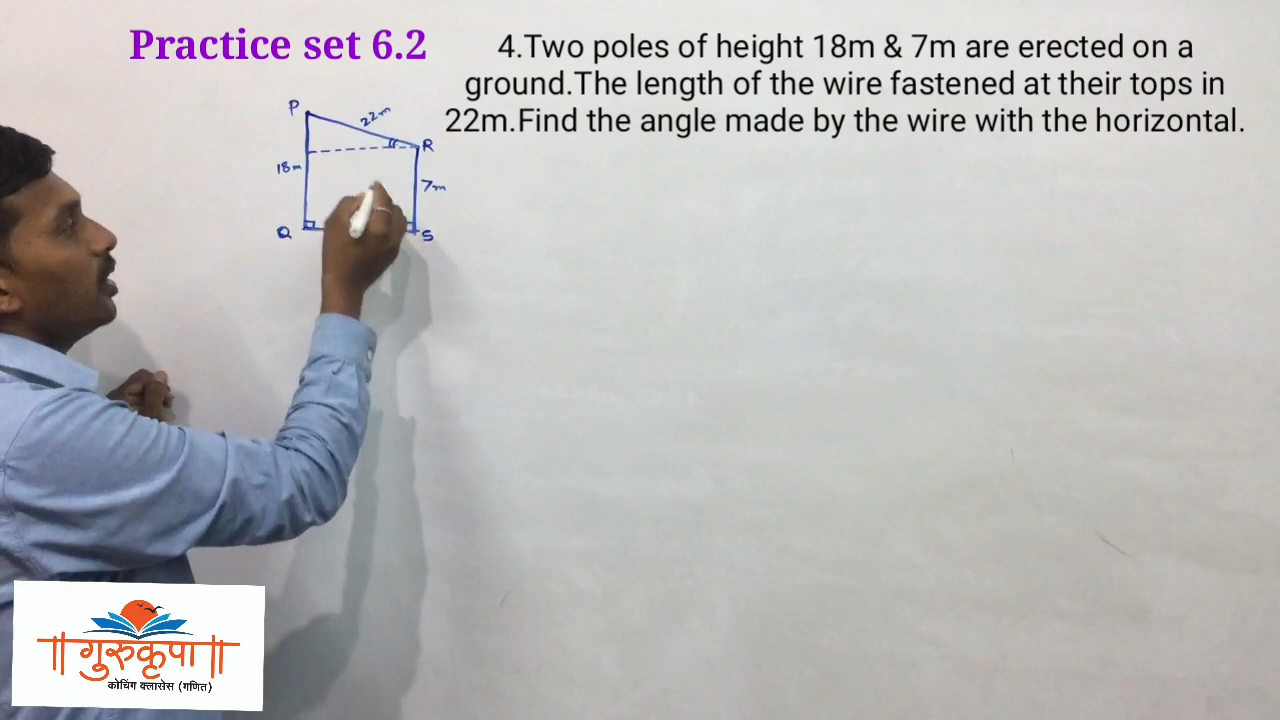 Practice set 6.2
4.Two poles of height 18m & 7m are erected on a
ground.The length of the wire fastened at their tops in
22m.Find the angle made by the wire with the horizontal.
P
22m
R
18m
7m
Q
S
॥गुरुकृपा॥
कोचिंग क्लासेस (गणित)